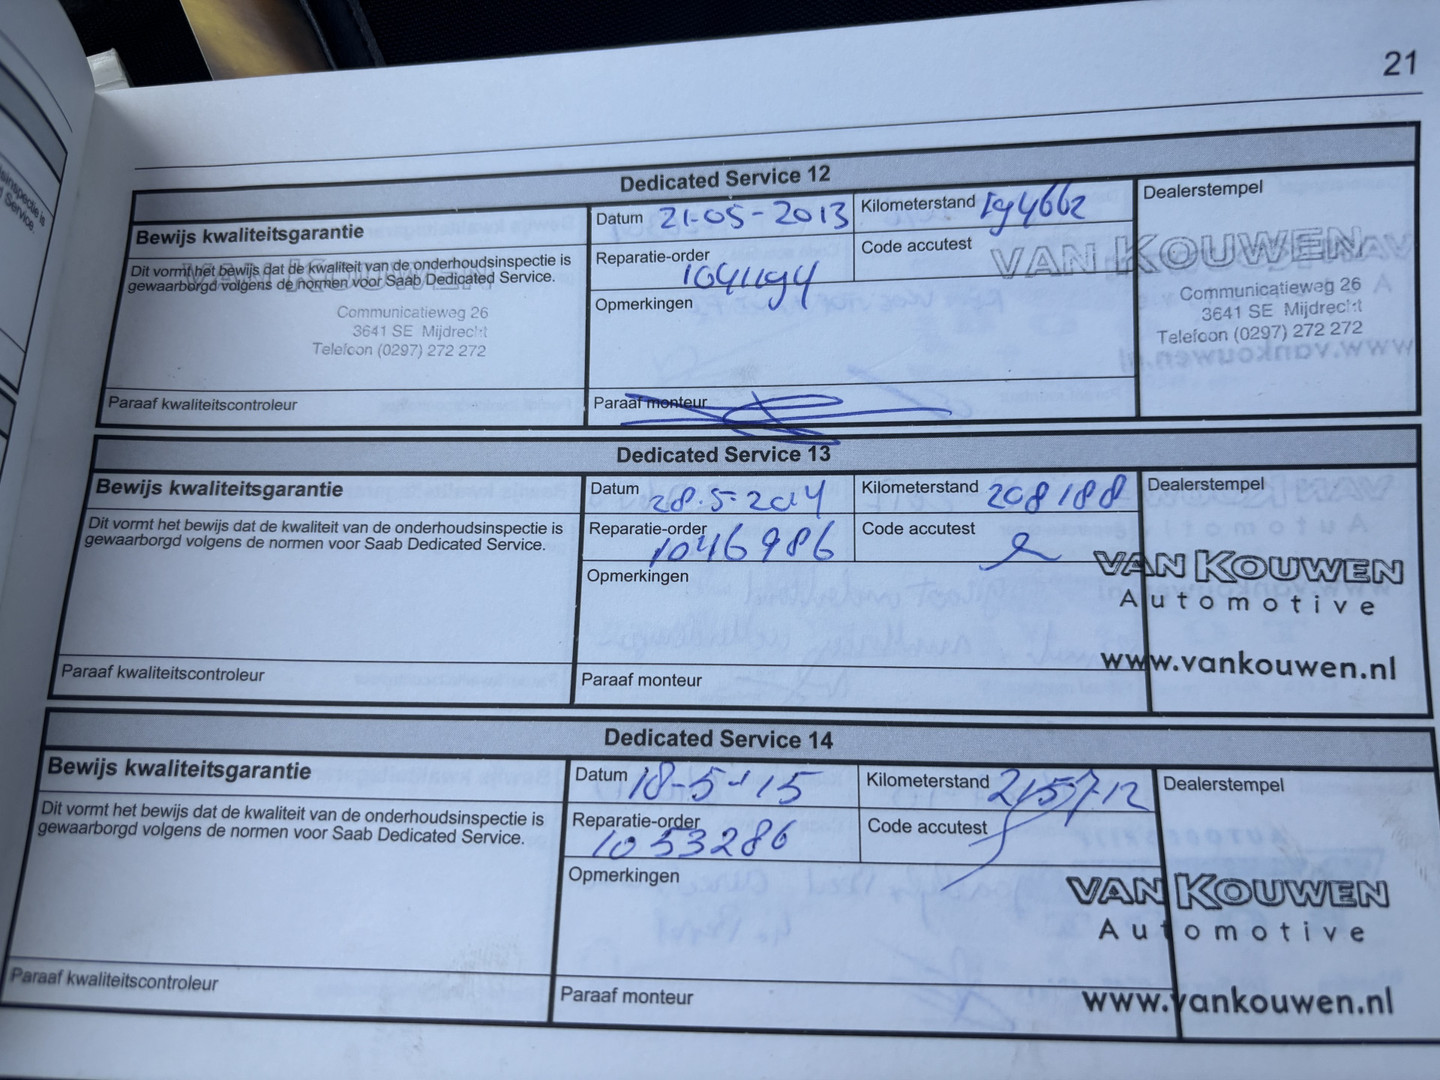 21
Dedicated Service 12
Bewijs kwaliteitsgarantie
Dit vormt het bewijs dat de kwaliteit van de onderhoudsinspectie is
gewaarborgd volgens de normen voor Saab Dedicated Service.
VAN KOUWEN
Communicatieweg 26
3641 SE Mijdrecht
Telefoon (0297) 272 272
Paraaf kwaliteitscontroleur
Datum 21-05-2013
Kilometerstand 194662
Reparatie-order 1041194
Code accutest
Opmerkingen
Paraaf monteur
Dealerstempel
VAN KOUWEN
Communicatieweg 26
3641 SE Mijdrecht
Telefoon (0297) 272 272
Dedicated Service 13
Bewijs kwaliteitsgarantie
Dit vormt het bewijs dat de kwaliteit van de onderhoudsinspectie is
gewaarborgd volgens de normen voor Saab Dedicated Service.
Paraaf kwaliteitscontroleur
Datum 28-5-2014
Kilometerstand 208188
Reparatie-order 1046986
Code accutest
Opmerkingen
Paraaf monteur
Dealerstempel
VAN KOUWEN
Automotive
www.vankouwen.nl
Dedicated Service 14
Bewijs kwaliteitsgarantie
Dit vormt het bewijs dat de kwaliteit van de onderhoudsinspectie is
gewaarborgd volgens de normen voor Saab Dedicated Service.
Paraaf kwaliteitscontroleur
Datum 18-5-15
Kilometerstand 215712
Reparatie-order 1053286
Code accutest
Opmerkingen
Paraaf monteur
Dealerstempel
VAN KOUWEN
Automotive
www.vankouwen.nl